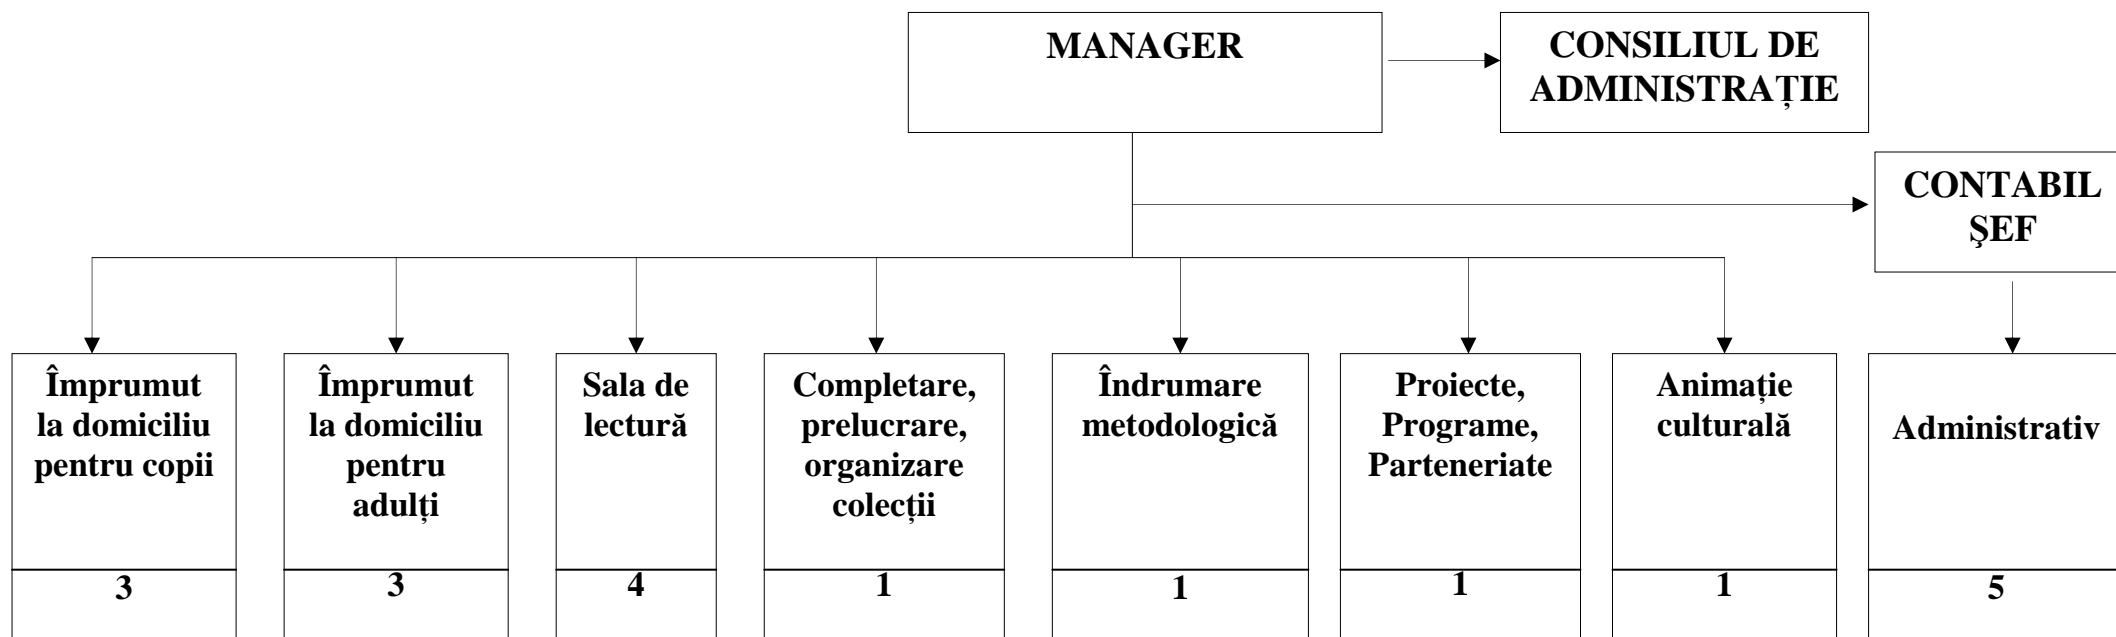 MANAGER
CONSILIUL DE
ADMINISTRAȚIE
CONTABIL
ŞEF
Împrumut
la domiciliu
pentru copii
3
Împrumut
la domiciliu
pentru
adulți
3
Sala de
lectură
4
Completare,
prelucrare,
organizare
colecții
1
Îndrumare
metodologică
1
Proiecte,
Programe,
Parteneriate
1
Animație
culturală
1
Administrativ
5